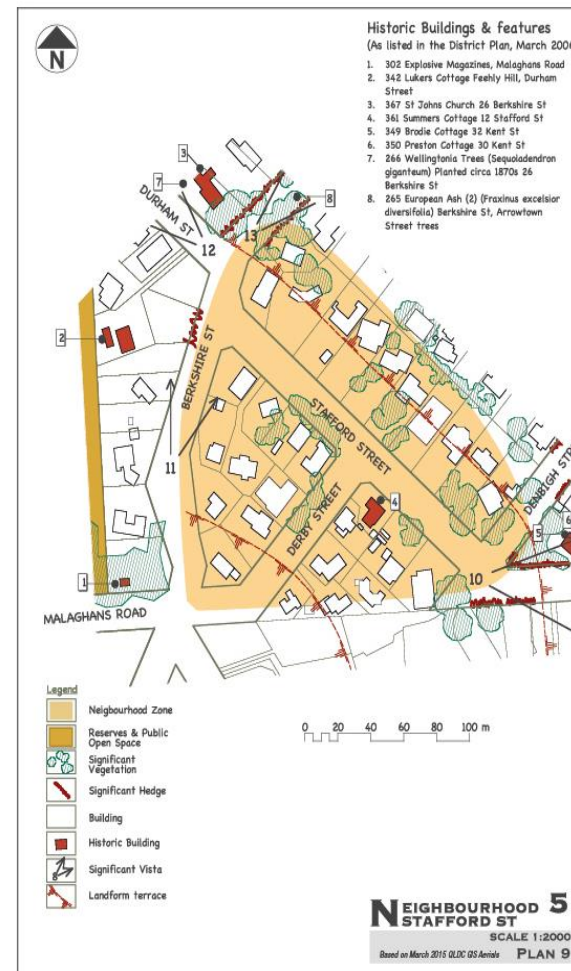 Historic Buildings & features
(As listed in the District Plan, March 2006
1. 302 Explosive Magazines, Malaghans Road
2. 342 Lukers Cottage Feehly Hill, Durham
Street
3. 367 St Johns Church 26 Berkshire St
4. 361 Summers Cottage 12 Stafford St
5. 349 Brodie Cottage 32 Kent St
6. 350 Preston Cottage 30 Kent St
7. 266 Wellingtonia Trees (Sequoiadendron
giganteum) Planted circa 1870s 26
Berkshire St
8. 265 European Ash (2) (Fraxinus excelsior
diversifolia) Berkshire St, Arrowtown
Street trees
N
3
7
8
DURHAM ST
12
13
2
BERKSHIRE ST
STAFFORD STREET
11
DERBY STREET
4
DENBIGH STR
5
6
10
1
MALAGHANS ROAD
Legend
Neigbourhood Zone
Reserves & Public
Open Space
Significant
Vegetation
Significant Hedge
Building
Historic Building
8
Significant Vista
Landform terrace
0 20 40 60 80 100 m
NEIGHBOURHOOD 5
STAFFORD ST
SCALE 1:2000
Based on March 2015 QLDC GIS Aerials PLAN 9